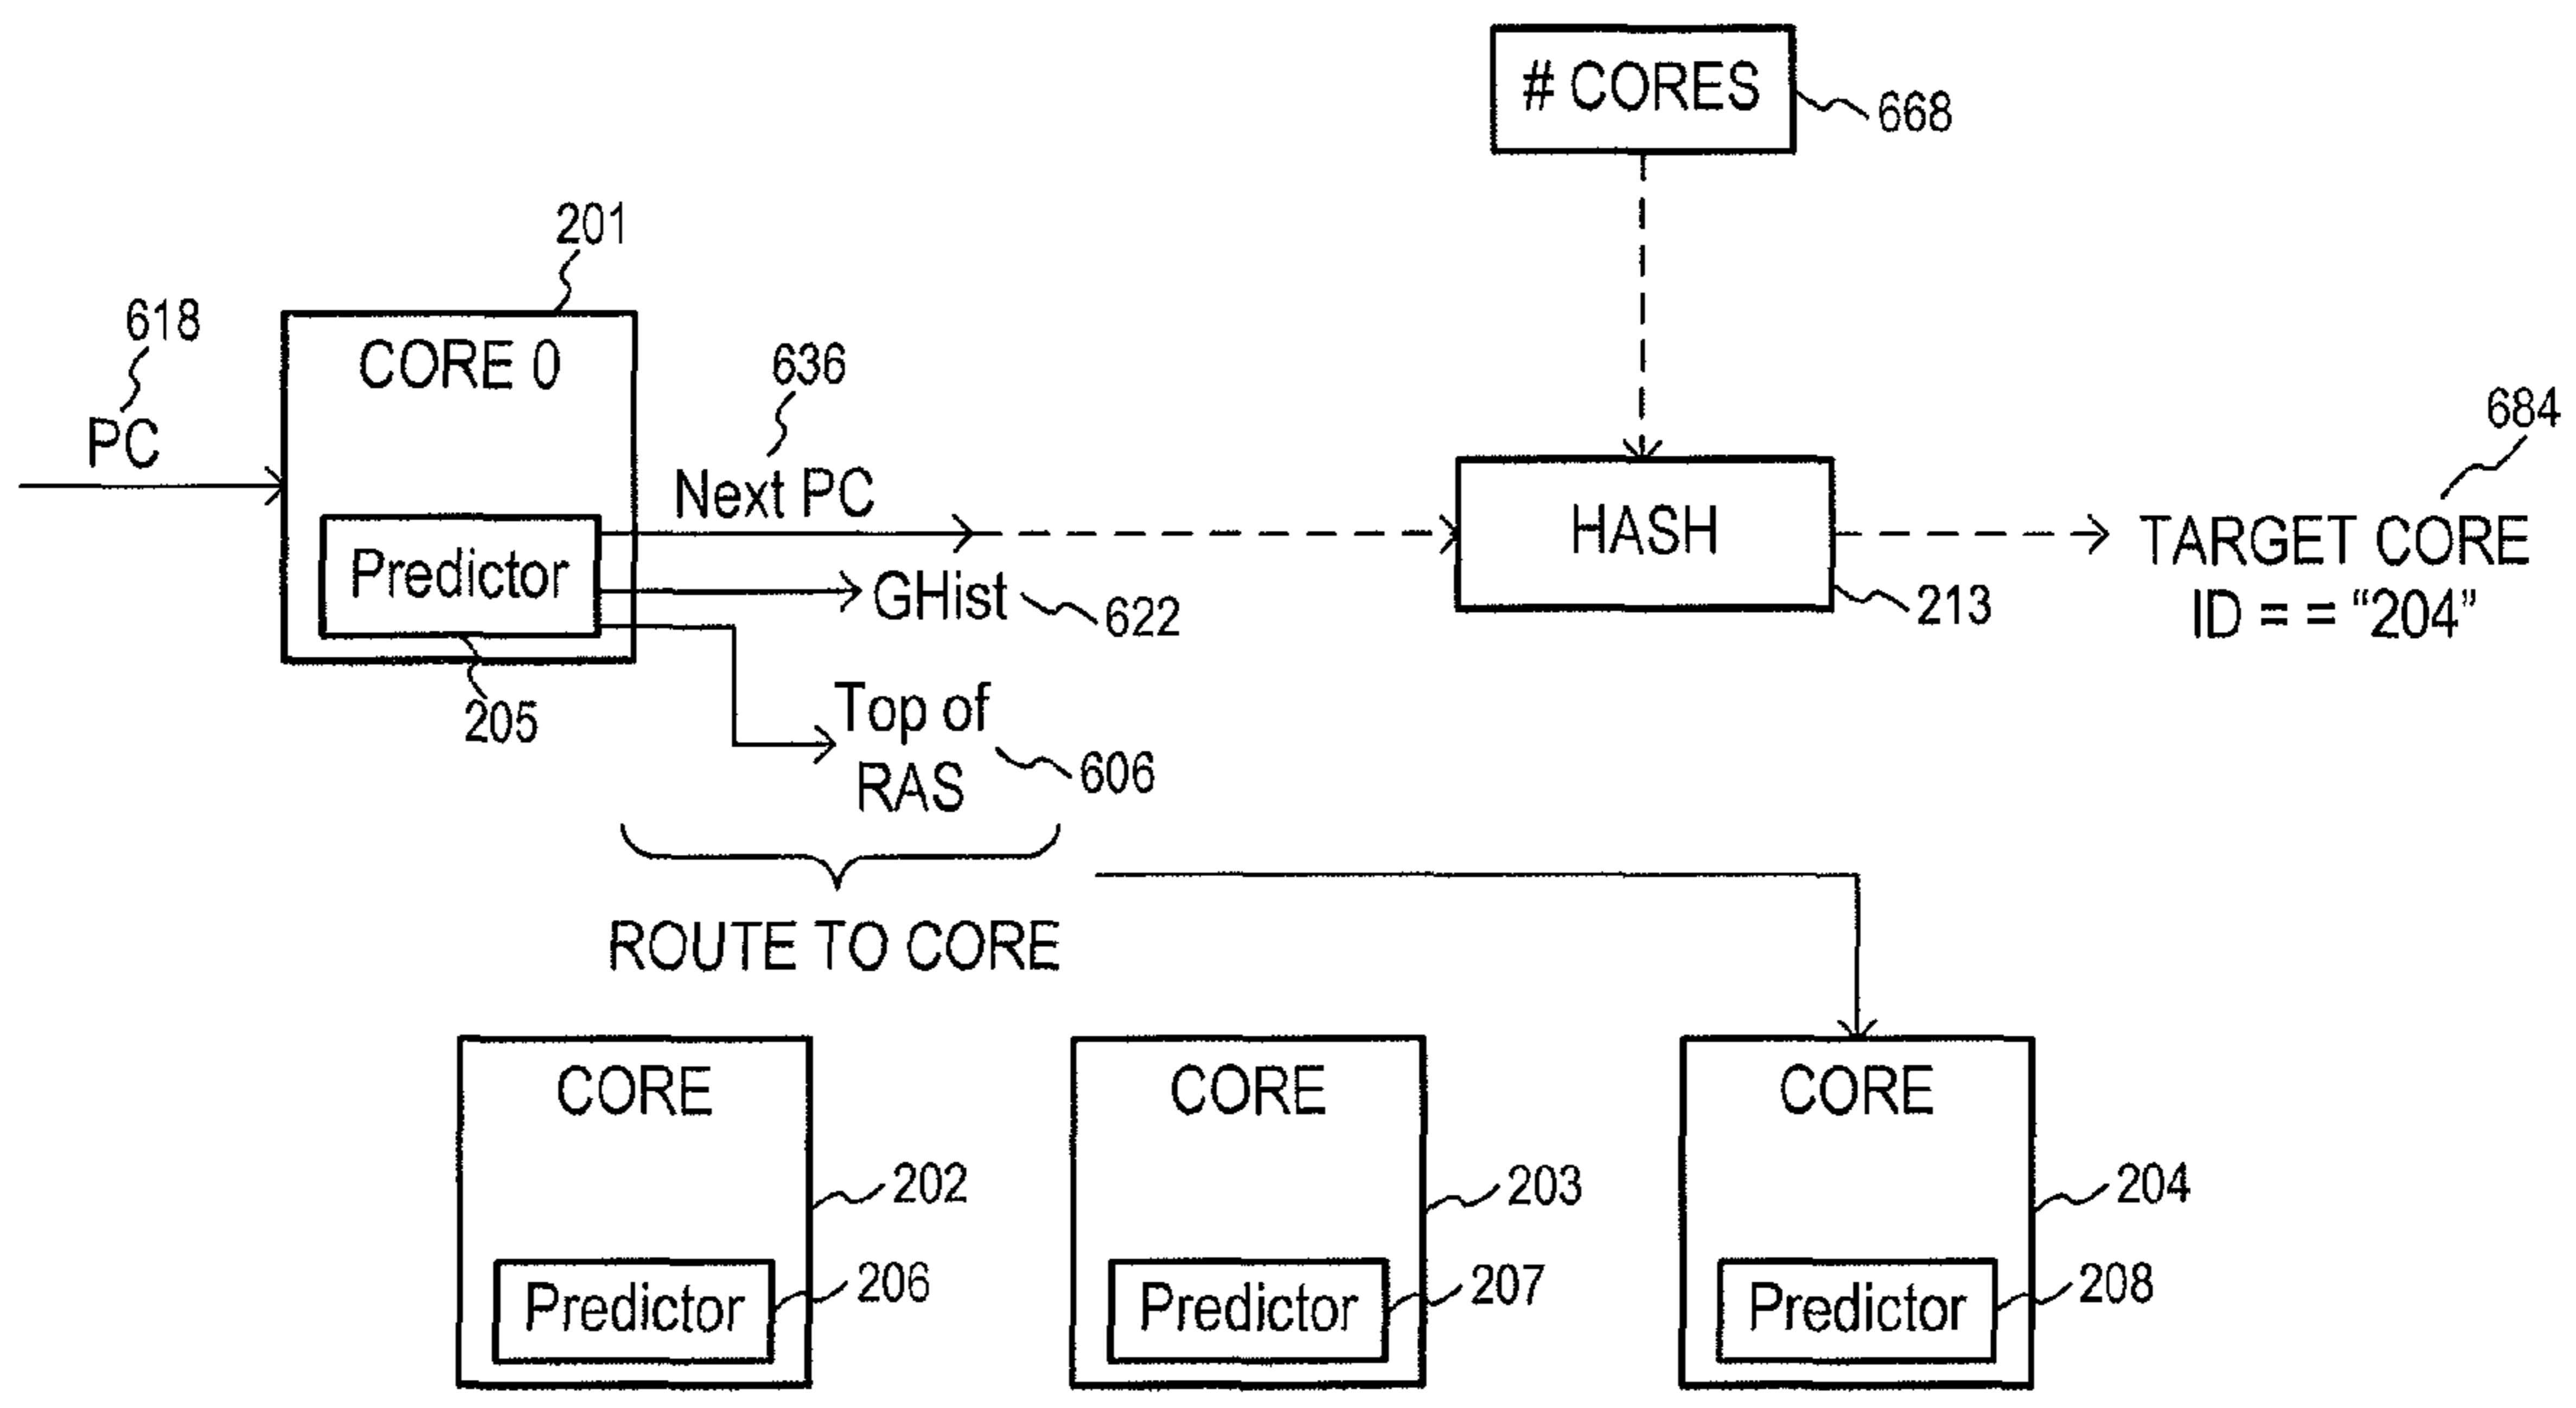 # CORES
668
201
618
CORE 0
636
684
PC
Next PC
HASH
TARGET CORE
ID = = “204”
Predictor
GHist
622
213
205
Top of
RAS
606
ROUTE TO CORE
CORE
CORE
CORE
202
203
204
Predictor
206
Predictor
207
Predictor
208